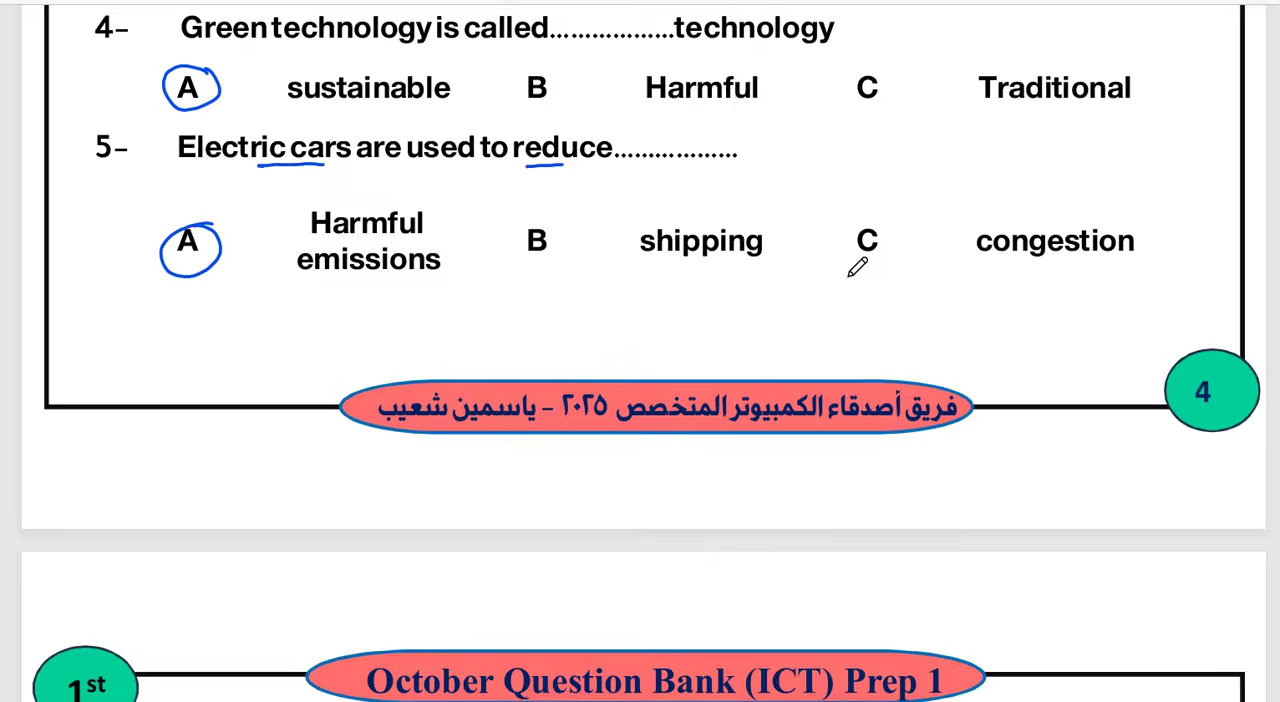 4- Green technology is called.................technology
A sustainable B Harmful C Traditional
5- Electric cars are used to reduce..................
A Harmful emissions B shipping C congestion
فريق أصدقاء الكمبيوتر المتخصص ٢٠٢٥ - ياسمين شعيب
4
1st
October Question Bank (ICT) Prep 1